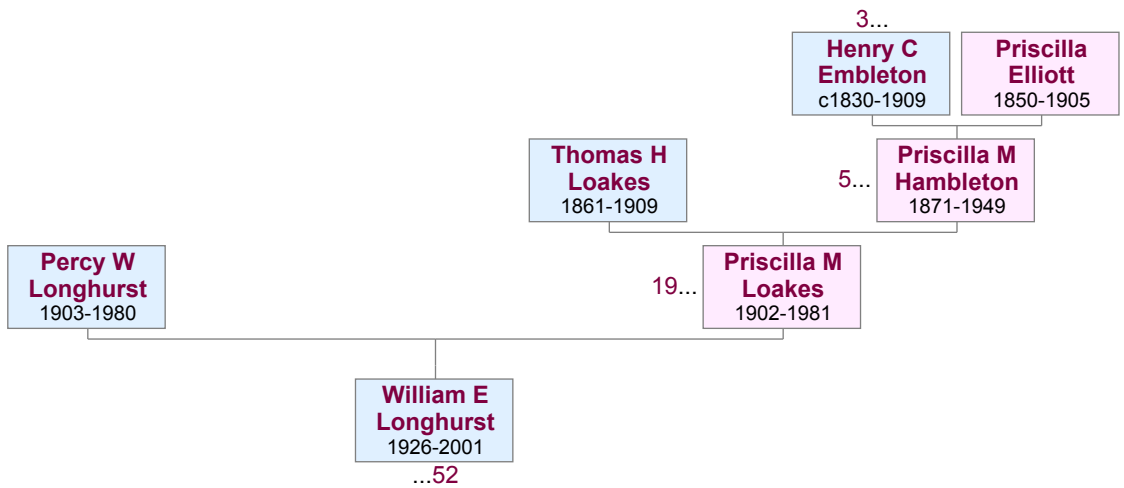 3...
Henry C
Embleton
c1830-1909
Priscilla
Elliott
1850-1905
Thomas H
Loakes
1861-1909
5...
Priscilla M
Hambleton
1871-1949
Percy W
Longhurst
1903-1980
19...
Priscilla M
Loakes
1902-1981
William E
Longhurst
1926-2001
...52